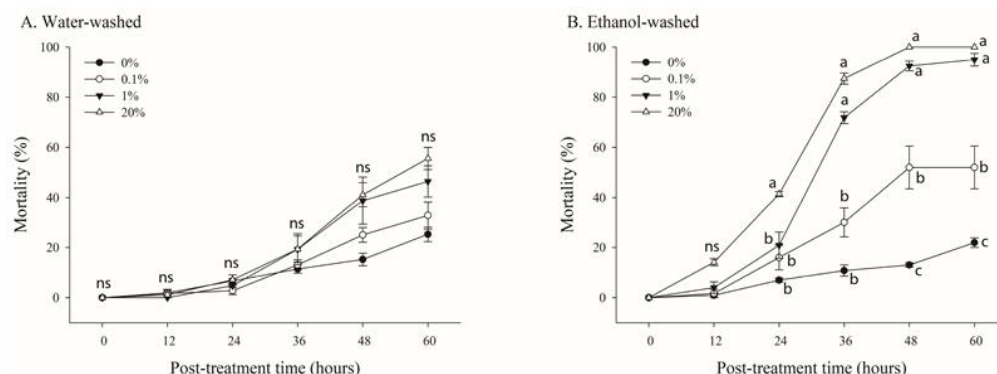 A. Water-washed
100
80
60
40
20
0
Mortality (%)
0%
0.1%
1%
20%
ns
ns
ns
ns
ns
ns
0 12 24 36 48 60
Post-treatment time (hours)
B. Ethanol-washed
100
80
60
40
20
0
Mortality (%)
0%
0.1%
1%
20%
ns
a
b
b
b
a
a
b
b
a
a
b
c
a
a
b
c
0 12 24 36 48 60
Post-treatment time (hours)